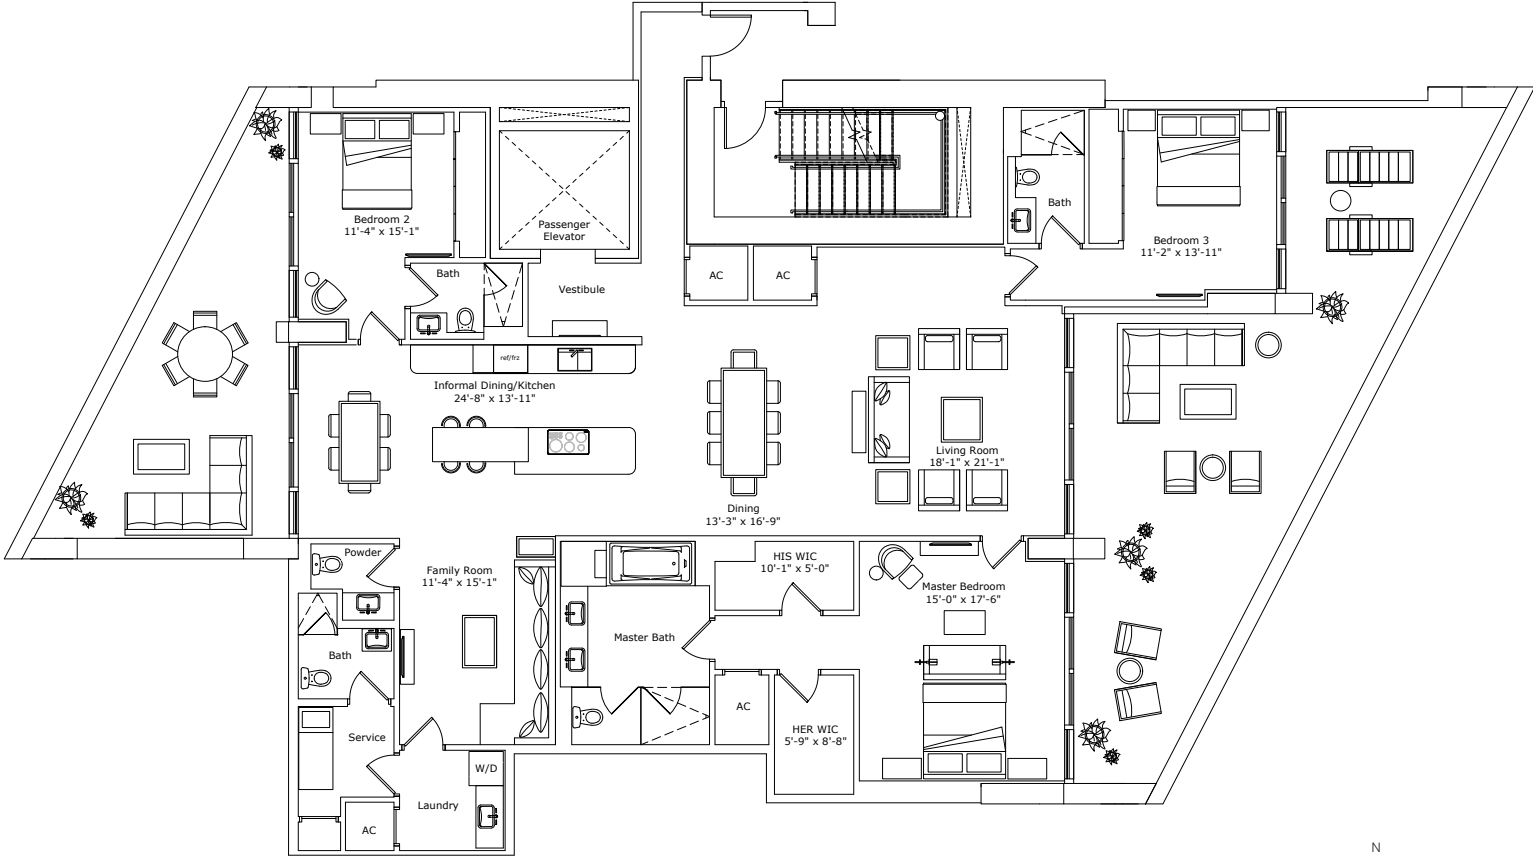 Bedroom 2
11'-4" x 15'-1"
Passenger
Elevator
Bath
Vestibule
AC
AC
Bath
Bedroom 3
11'-2" x 13'-11"
ref/frz
Informal Dining/Kitchen
24'-8" x 13'-11"
Living Room
18'-1" x 21'-1"
Dining
13'-3" x 16'-9"
Powder
Family Room
11'-4" x 15'-1"
HIS WIC
10'-1" x 5'-0"
Master Bedroom
15'-0" x 17'-6"
Master Bath
Bath
AC
HER WIC
5'-9" x 8'-8"
Service
W/D
Laundry
AC
N